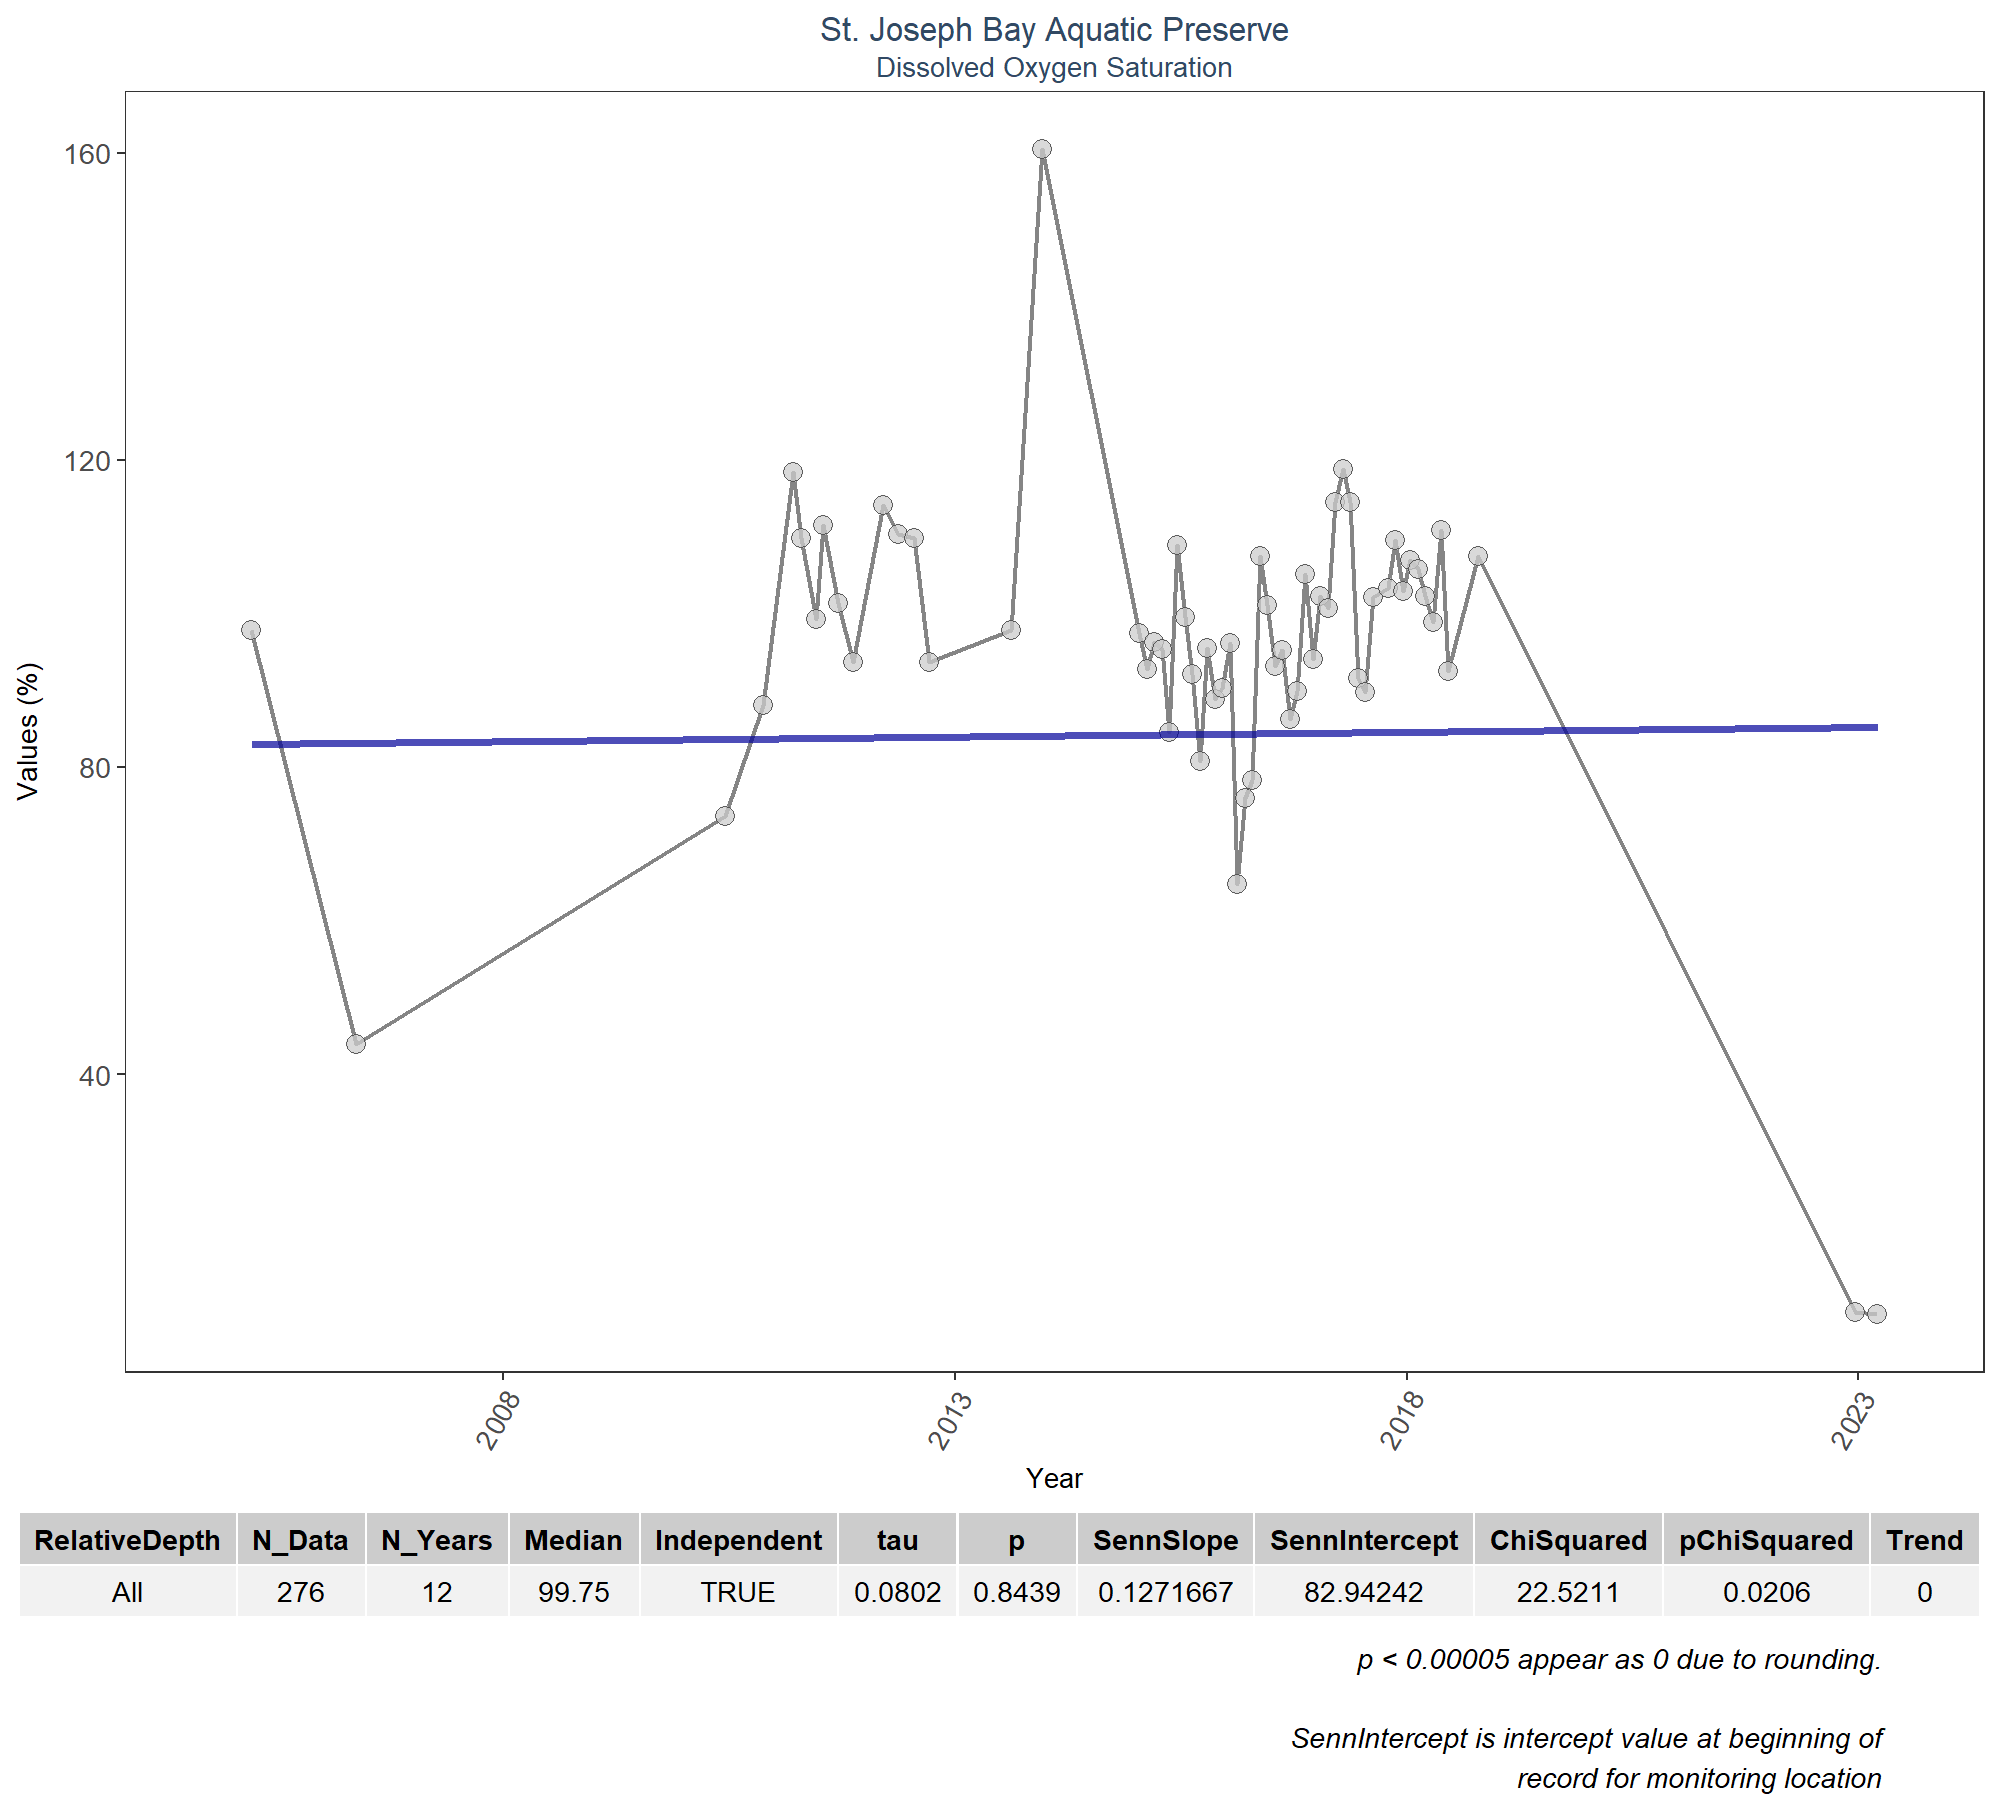 St. Joseph Bay Aquatic Preserve
Dissolved Oxygen Saturation
160
120
80
40
Values (%)
2008
2013
2018
2023
Year
RelativeDepth N_Data N_Years Median Independent tau p SennSlope SennIntercept ChiSquared pChiSquared Trend
All 276 12 99.75 TRUE 0.0802 0.8439 0.1271667 82.94242 22.5211 0.0206 0
p < 0.00005 appear as 0 due to rounding.
SennIntercept is intercept value at beginning of
record for monitoring location